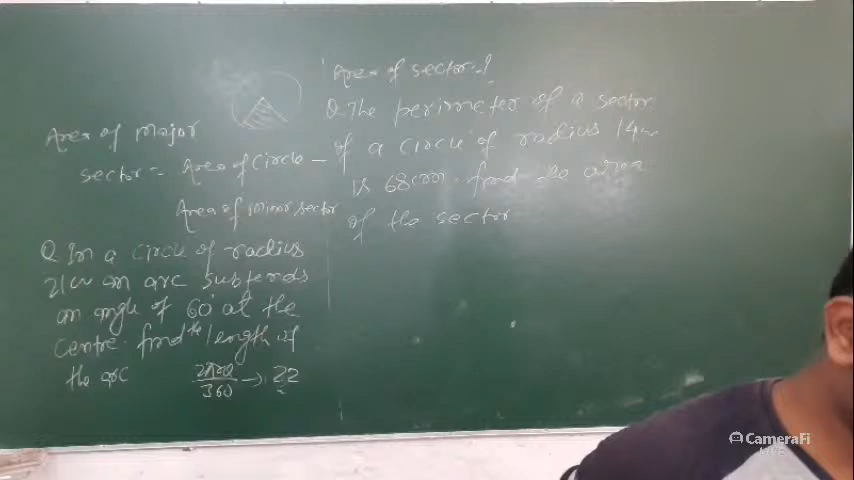 Area of sector :-
Q. The perimeter of a sector
of a circle of radius 14cm
is 68cm. find the area
of the sector
Area of major
sector :- Area of circle –
Area of minor sector
Q In a circle of radius
21cm an arc subtends
an angle of 60° at the
centre. find the length of
the arc
2πrθ/360 → 22
CameraFi
LIVE